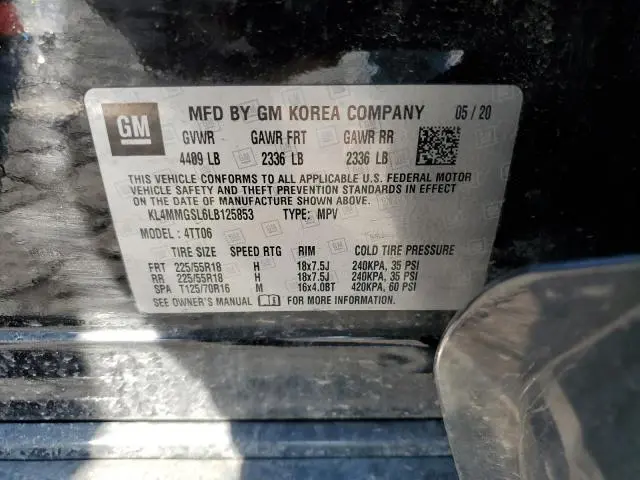 GM MFD BY GM KOREA COMPANY 05/20
GVWR GAWR FRT GAWR RR
4409 LB 2336 LB 2336 LB
THIS VEHICLE CONFORMS TO ALL APPLICABLE U.S. FEDERAL MOTOR
VEHICLE SAFETY AND THEFT PREVENTION STANDARDS IN EFFECT
ON THE DATE OF MANUFACTURE SHOWN ABOVE.
KL4MMGSL6LB125853 TYPE: MPV
MODEL: 4TT06
TIRE SIZE SPEED RTG RIM COLD TIRE PRESSURE
FRT 225/55R18 H 18x7.5J 240KPA, 35 PSI
RR 225/55R18 H 18x7.5J 240KPA, 35 PSI
SPA T125/70R16 M 16x4.0BT 420KPA, 60 PSI
SEE OWNER'S MANUAL FOR MORE INFORMATION.